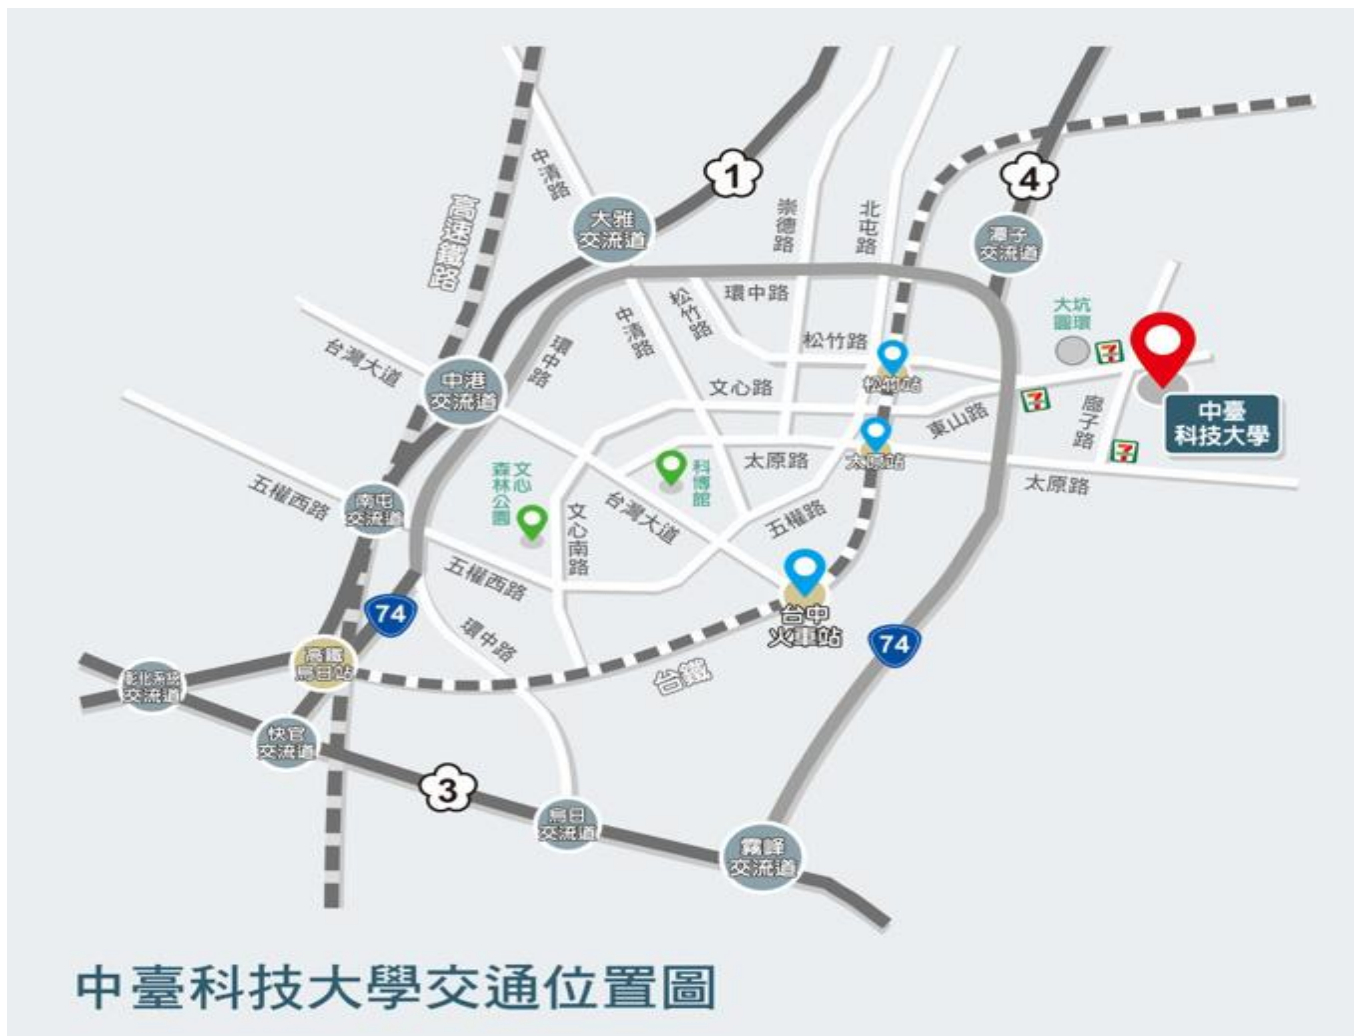 中清路
1
4
高速鐵路
大雅
交流道
崇德路
北屯路
潭子
交流道
環中路
松竹路
中清路
大坑
圓環
台灣大道
環中路
松竹路
7
中港
交流道
文心路
松竹站
7
廍子路
中臺
科技大學
東山路
7
太原路
太原站
太原路
科博館
文心
森林公園
五權西路
南屯
交流道
台灣大道
五權路
文心南路
五權西路
74
台中
火車站
環中路
74
高鐵
烏日站
台鐵
彰化系統
交流道
快官
交流道
3
烏日
交流道
霧峰
交流道
中臺科技大學交通位置圖